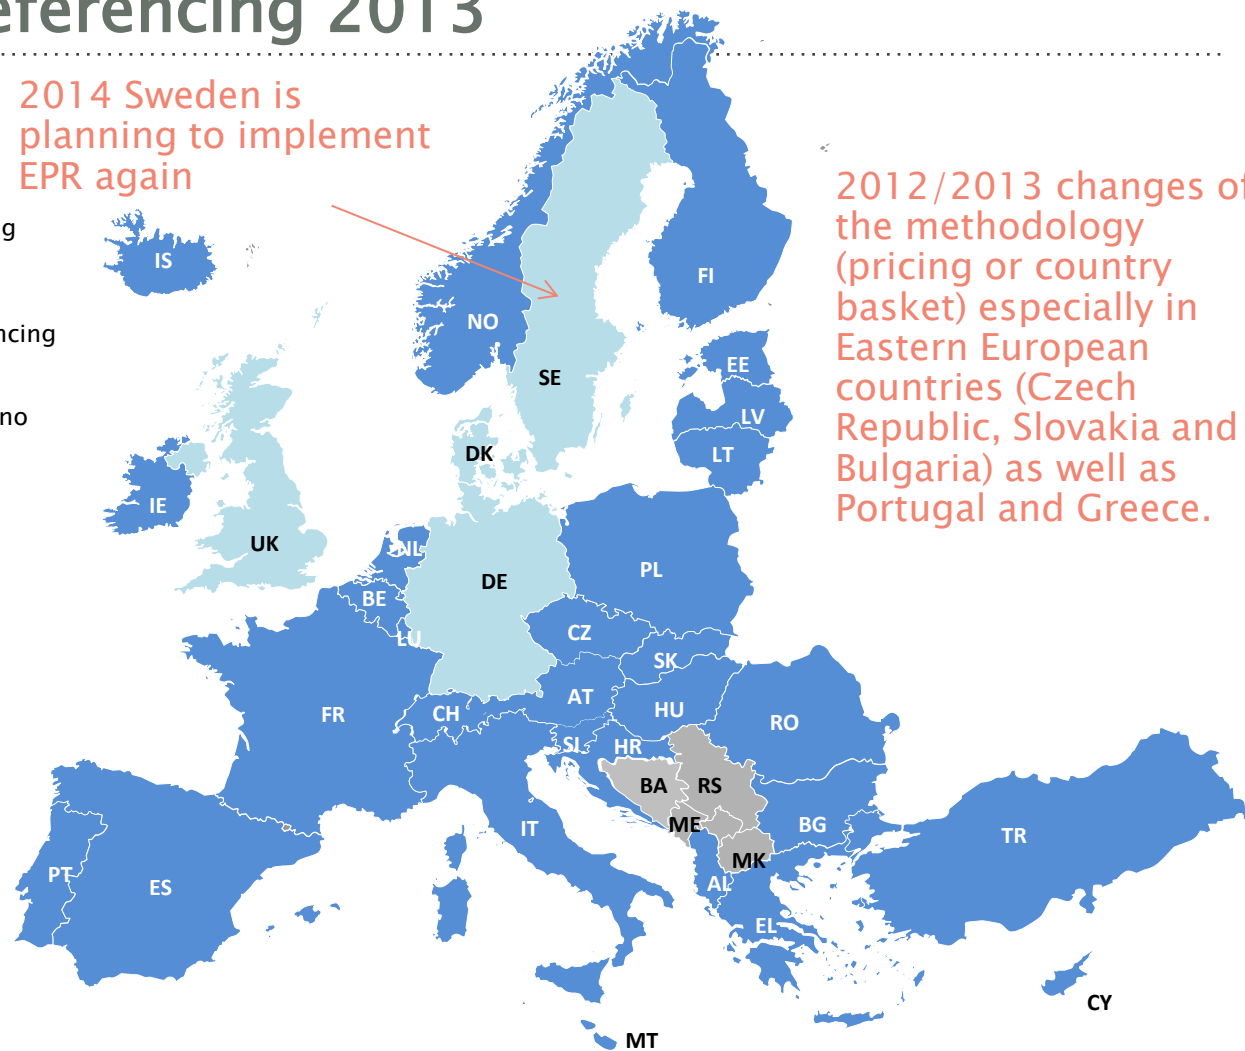 eferencing 2013
2014 Sweden is
planning to implement
EPR again
g
ncing
no
2012/2013 changes of
the methodology
(pricing or country
basket) especially in
Eastern European
countries (Czech
Republic, Slovakia and
Bulgaria) as well as
Portugal and Greece.
IS
FI
NO
SE
EE
LV
LT
DK
IE
UK
NL
DE
PL
BE
LU
CZ
SK
AT
HU
FR
CH
RO
SI
HR
BA
RS
ME
BG
IT
TR
MK
PT
ES
AL
EL
CY
MT